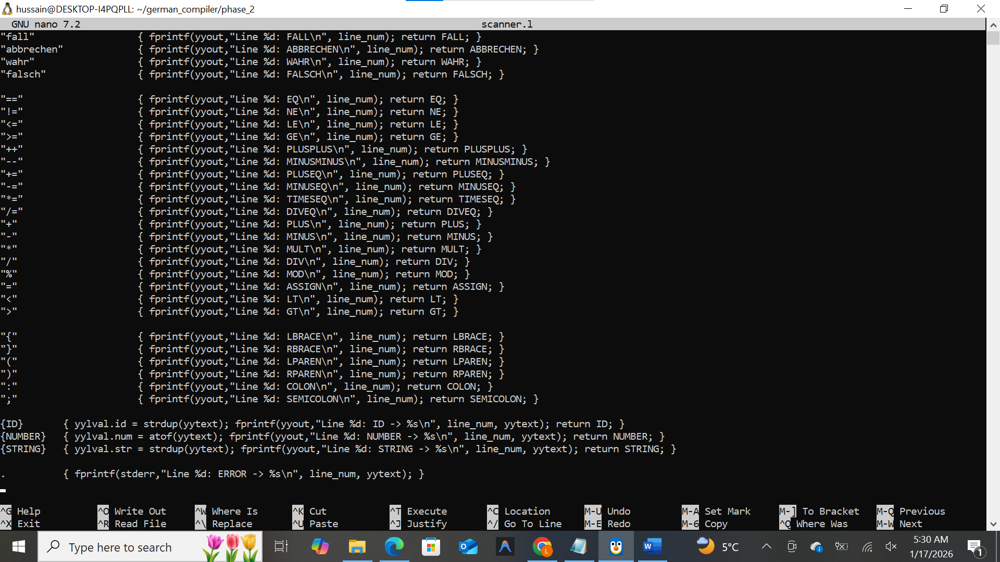 hussain@DESKTOP-I4PQPLL: ~/german_compiler/phase_2
GNU nano 7.2 scanner.l
"fall" { fprintf(yyout,"Line %d: FALL\n", line_num); return FALL; }
"abbrechen" { fprintf(yyout,"Line %d: ABBRECHEN\n", line_num); return ABBRECHEN; }
"wahr" { fprintf(yyout,"Line %d: WAHR\n", line_num); return WAHR; }
"falsch" { fprintf(yyout,"Line %d: FALSCH\n", line_num); return FALSCH; }
"==" { fprintf(yyout,"Line %d: EQ\n", line_num); return EQ; }
"!=" { fprintf(yyout,"Line %d: NE\n", line_num); return NE; }
"<=" { fprintf(yyout,"Line %d: LE\n", line_num); return LE; }
">=" { fprintf(yyout,"Line %d: GE\n", line_num); return GE; }
"++" { fprintf(yyout,"Line %d: PLUSPLUS\n", line_num); return PLUSPLUS; }
"--" { fprintf(yyout,"Line %d: MINUSMINUS\n", line_num); return MINUSMINUS; }
"+=" { fprintf(yyout,"Line %d: PLUSEQ\n", line_num); return PLUSEQ; }
"-=" { fprintf(yyout,"Line %d: MINUSEQ\n", line_num); return MINUSEQ; }
"*=" { fprintf(yyout,"Line %d: TIMESEQ\n", line_num); return TIMESEQ; }
"/=" { fprintf(yyout,"Line %d: DIVEQ\n", line_num); return DIVEQ; }
"+" { fprintf(yyout,"Line %d: PLUS\n", line_num); return PLUS; }
"-" { fprintf(yyout,"Line %d: MINUS\n", line_num); return MINUS; }
"*" { fprintf(yyout,"Line %d: MULT\n", line_num); return MULT; }
"/" { fprintf(yyout,"Line %d: DIV\n", line_num); return DIV; }
"%" { fprintf(yyout,"Line %d: MOD\n", line_num); return MOD; }
"=" { fprintf(yyout,"Line %d: ASSIGN\n", line_num); return ASSIGN; }
"<" { fprintf(yyout,"Line %d: LT\n", line_num); return LT; }
">" { fprintf(yyout,"Line %d: GT\n", line_num); return GT; }
"{" { fprintf(yyout,"Line %d: LBRACE\n", line_num); return LBRACE; }
"}" { fprintf(yyout,"Line %d: RBRACE\n", line_num); return RBRACE; }
"(" { fprintf(yyout,"Line %d: LPAREN\n", line_num); return LPAREN; }
")" { fprintf(yyout,"Line %d: RPAREN\n", line_num); return RPAREN; }
":" { fprintf(yyout,"Line %d: COLON\n", line_num); return COLON; }
";" { fprintf(yyout,"Line %d: SEMICOLON\n", line_num); return SEMICOLON; }
{ID} { yylval.id = strdup(yytext); fprintf(yyout,"Line %d: ID -> %s\n", line_num, yytext); return ID; }
{NUMBER} { yylval.num = atof(yytext); fprintf(yyout,"Line %d: NUMBER -> %s\n", line_num, yytext); return NUMBER; }
{STRING} { yylval.str = strdup(yytext); fprintf(yyout,"Line %d: STRING -> %s\n", line_num, yytext); return STRING; }
. { fprintf(stderr,"Line %d: ERROR -> %s\n", line_num, yytext); }
^G Help ^O Write Out ^W Where Is ^K Cut ^T Execute ^C Location M-U Undo M-A Set Mark M-] To Bracket M-Q Previous
^X Exit ^R Read File ^\ Replace ^U Paste ^J Justify ^/ Go To Line M-E Redo M-6 Copy ^Q Where Was M-W Next
Type here to search
5°C
5:30 AM
1/17/2026
1